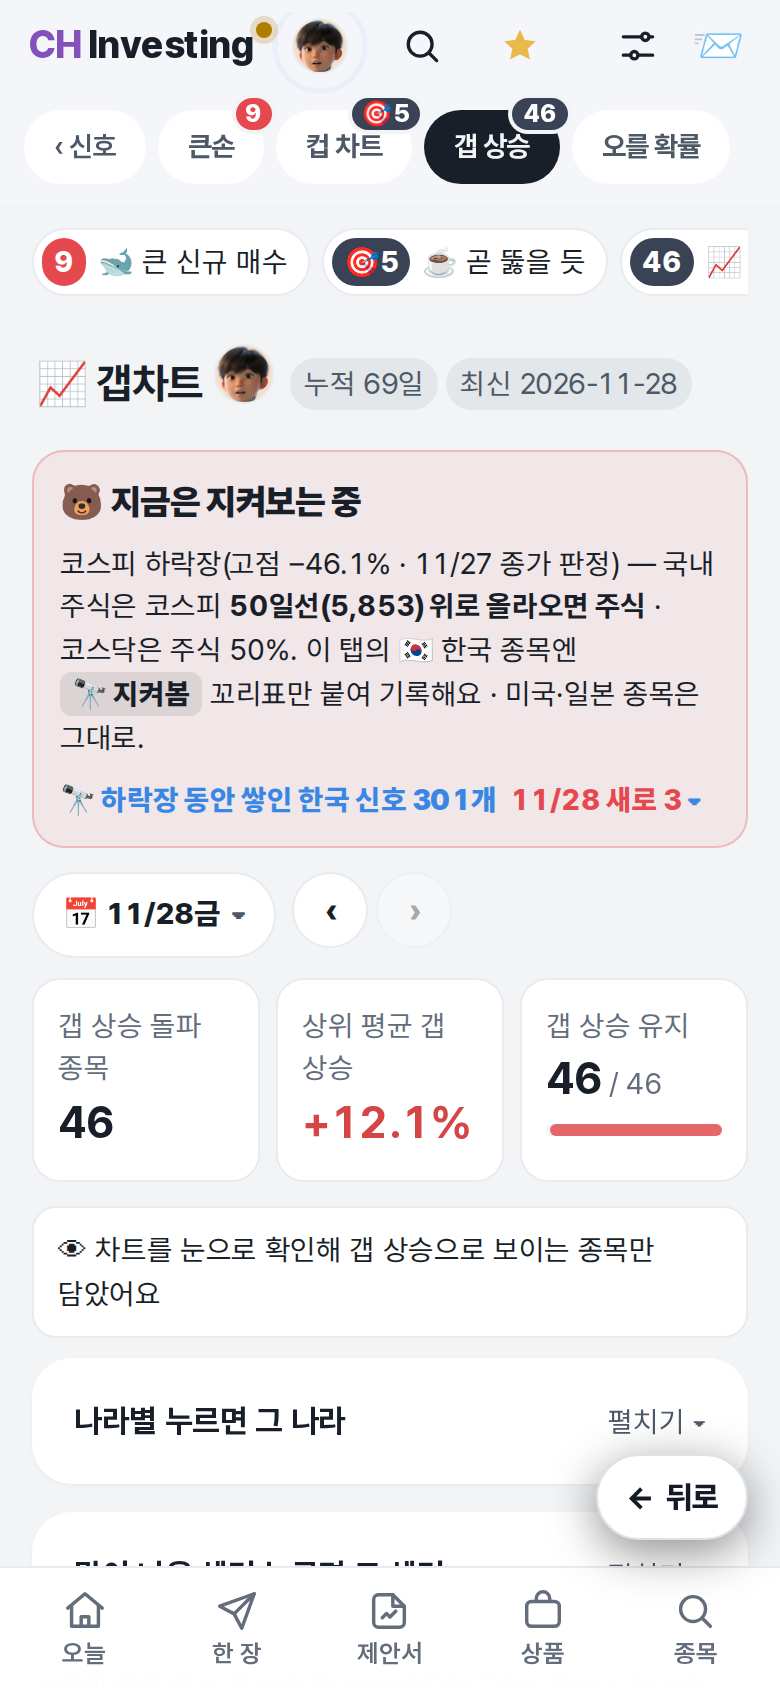 CH Investing
‹ 신호
큰손 9
컵 차트 🎯5
갭 상승 46
오를 확률
9 🐳 큰 신규 매수
🎯5 ☕ 곧 뚫을 듯
46 📈
📈 갭차트 누적 69일 최신 2026-11-28
🐻 지금은 지켜보는 중
코스피 하락장(고점 −46.1% · 11/27 종가 판정) — 국내
주식은 코스피 50일선(5,853) 위로 올라오면 주식 ·
코스닥은 주식 50%. 이 탭의 🇰🇷 한국 종목엔
🔭 지켜봄 꼬리표만 붙여 기록해요 · 미국·일본 종목은
그대로.
🔭 하락장 동안 쌓인 한국 신호 301개 11/28 새로 3
📅 11/28금
‹ ›
갭 상승 돌파
종목
46
상위 평균 갭
상승
+12.1%
갭 상승 유지
46 / 46
👁 차트를 눈으로 확인해 갭 상승으로 보이는 종목만
담았어요
나라별 누르면 그 나라 펼치기
← 뒤로
오늘
한 장
제안서
상품
종목